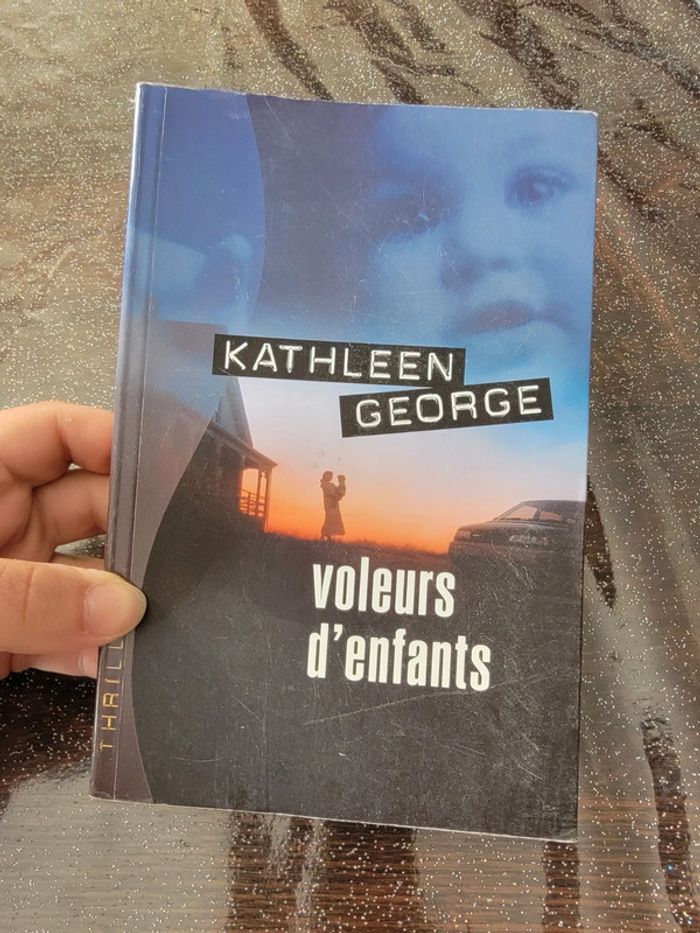 KATHLEEN
GEORGE
voleurs
d'enfants